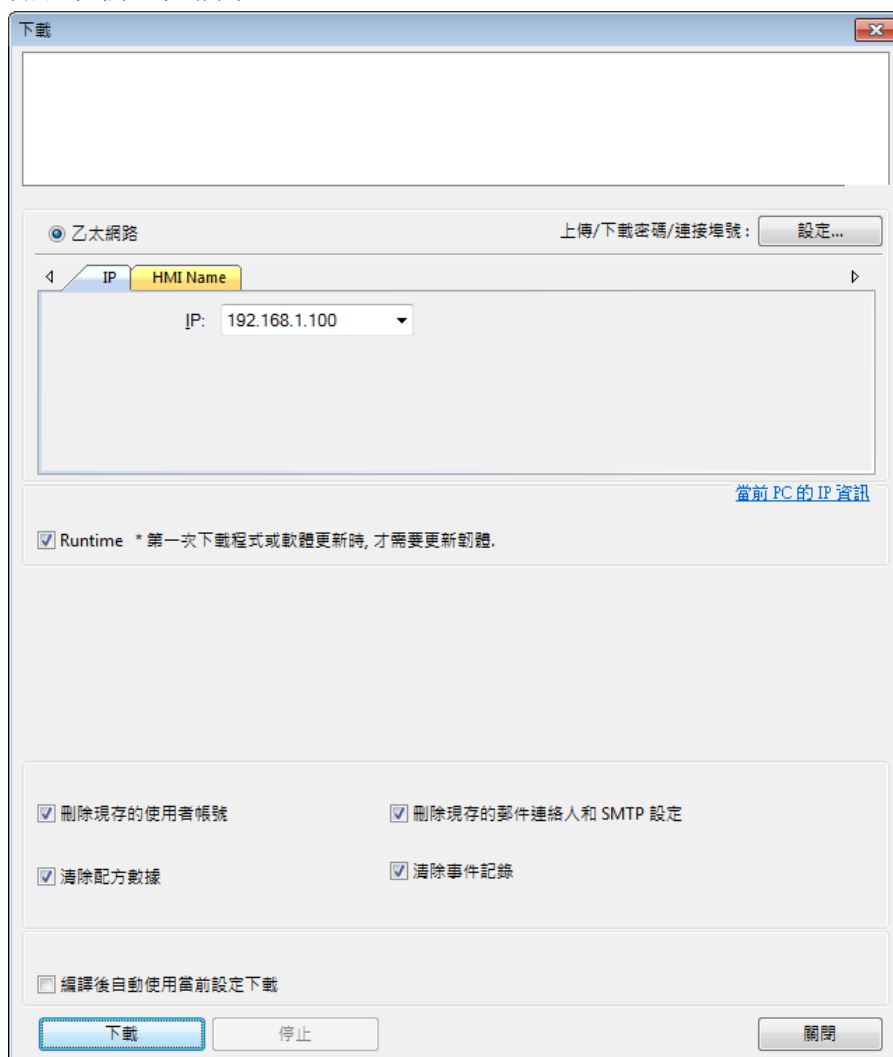 下載
乙太網路
上傳/下載密碼/連接埠號 :
設定...
IP
HMI Name
IP: 192.168.1.100
當前 PC 的 IP 資訊
Runtime * 第一次下載程式或軟體更新時, 才需要更新韌體.
刪除現存的使用者帳號
刪除現存的郵件連絡人和 SMTP 設定
清除配方數據
清除事件記錄
編譯後自動使用當前設定下載
下載
停止
關閉